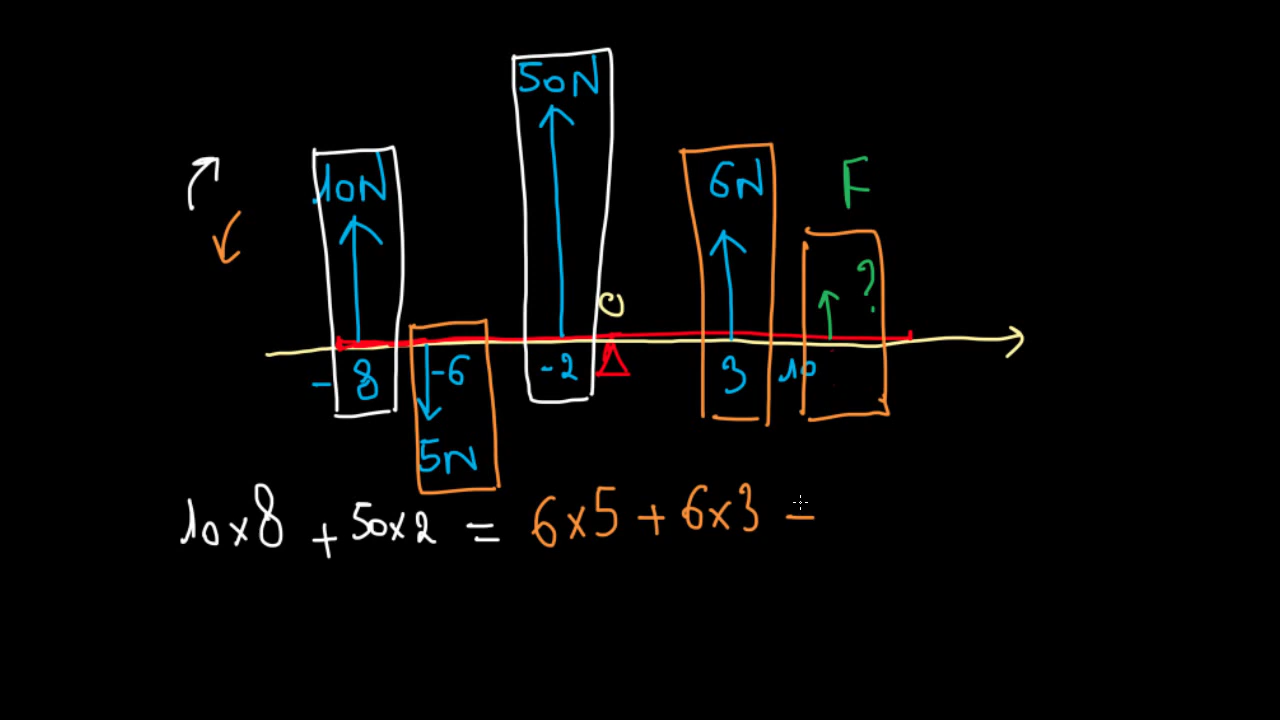 50N
10N
6N
F
?
O
-8
-6
-2
3
10
5N
10x8 + 50x2 = 6x5 + 6x3 -